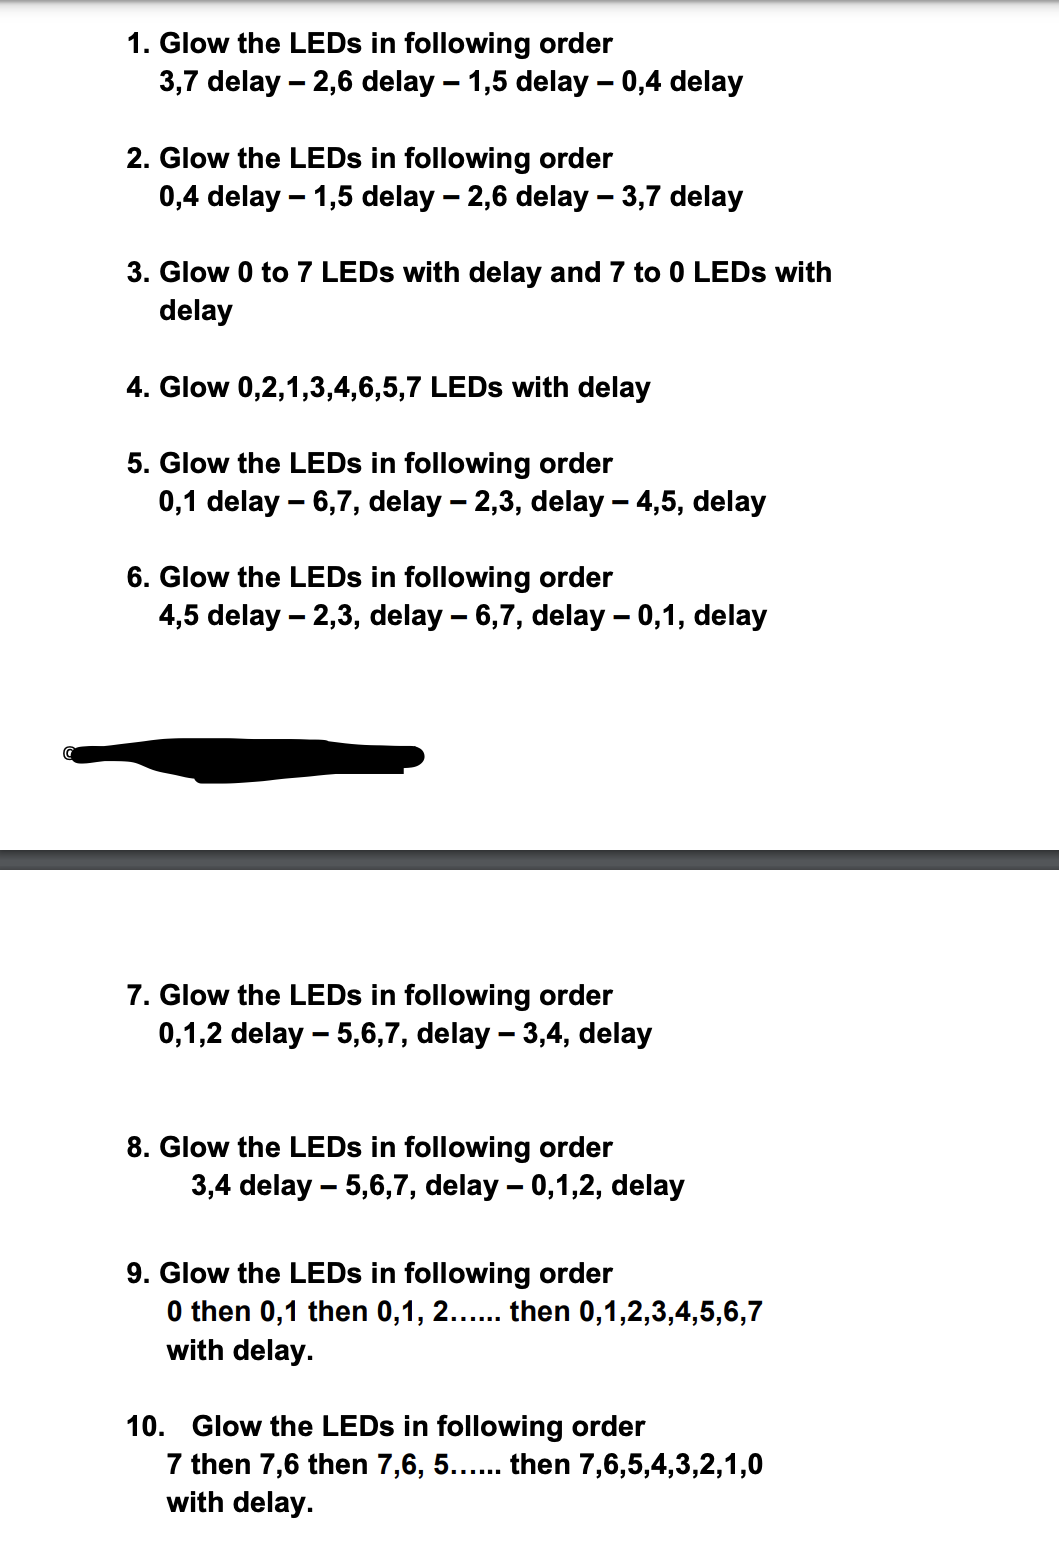 1. Glow the LEDs in following order
3,7 delay – 2,6 delay – 1,5 delay – 0,4 delay
2. Glow the LEDs in following order
0,4 delay – 1,5 delay – 2,6 delay – 3,7 delay
3. Glow 0 to 7 LEDs with delay and 7 to 0 LEDs with
delay
4. Glow 0,2,1,3,4,6,5,7 LEDs with delay
5. Glow the LEDs in following order
0,1 delay – 6,7, delay – 2,3, delay – 4,5, delay
6. Glow the LEDs in following order
4,5 delay – 2,3, delay – 6,7, delay – 0,1, delay
©
7. Glow the LEDs in following order
0,1,2 delay – 5,6,7, delay – 3,4, delay
8. Glow the LEDs in following order
3,4 delay – 5,6,7, delay – 0,1,2, delay
9. Glow the LEDs in following order
0 then 0,1 then 0,1, 2...... then 0,1,2,3,4,5,6,7
with delay.
10. Glow the LEDs in following order
7 then 7,6 then 7,6, 5...... then 7,6,5,4,3,2,1,0
with delay.